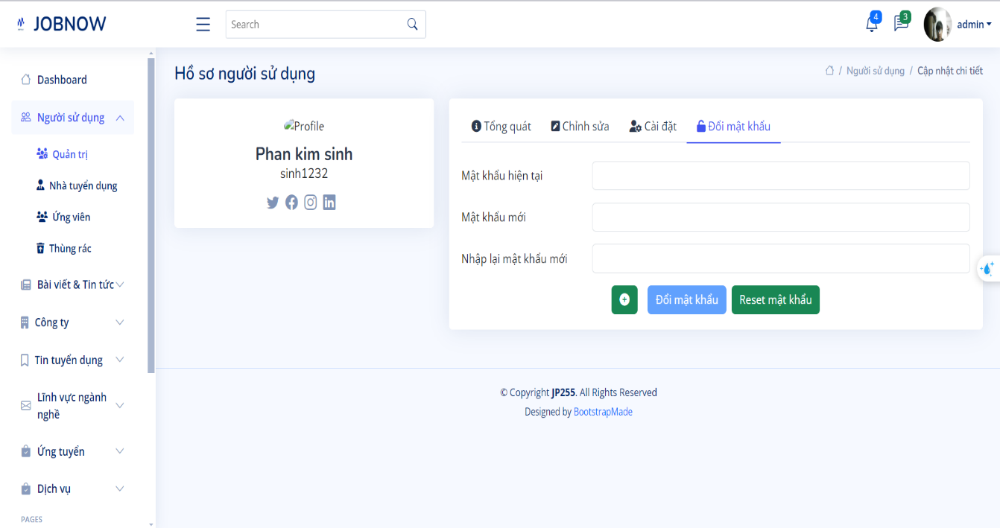 JOBNOW
Search
4
3
admin
Dashboard
Người sử dụng
Quản trị
Nhà tuyển dụng
Ứng viên
Thùng rác
Bài viết & Tin tức
Công ty
Tin tuyển dụng
Lĩnh vực ngành
nghề
Ứng tuyển
Dịch vụ
PAGES
Hồ sơ người sử dụng
/ Người sử dụng / Cập nhật chi tiết
Profile
Phan kim sinh
sinh1232
Tổng quát Chỉnh sửa Cài đặt Đổi mật khẩu
Mật khẩu hiện tại
Mật khẩu mới
Nhập lại mật khẩu mới
Đổi mật khẩu Reset mật khẩu
© Copyright JP255. All Rights Reserved
Designed by BootstrapMade